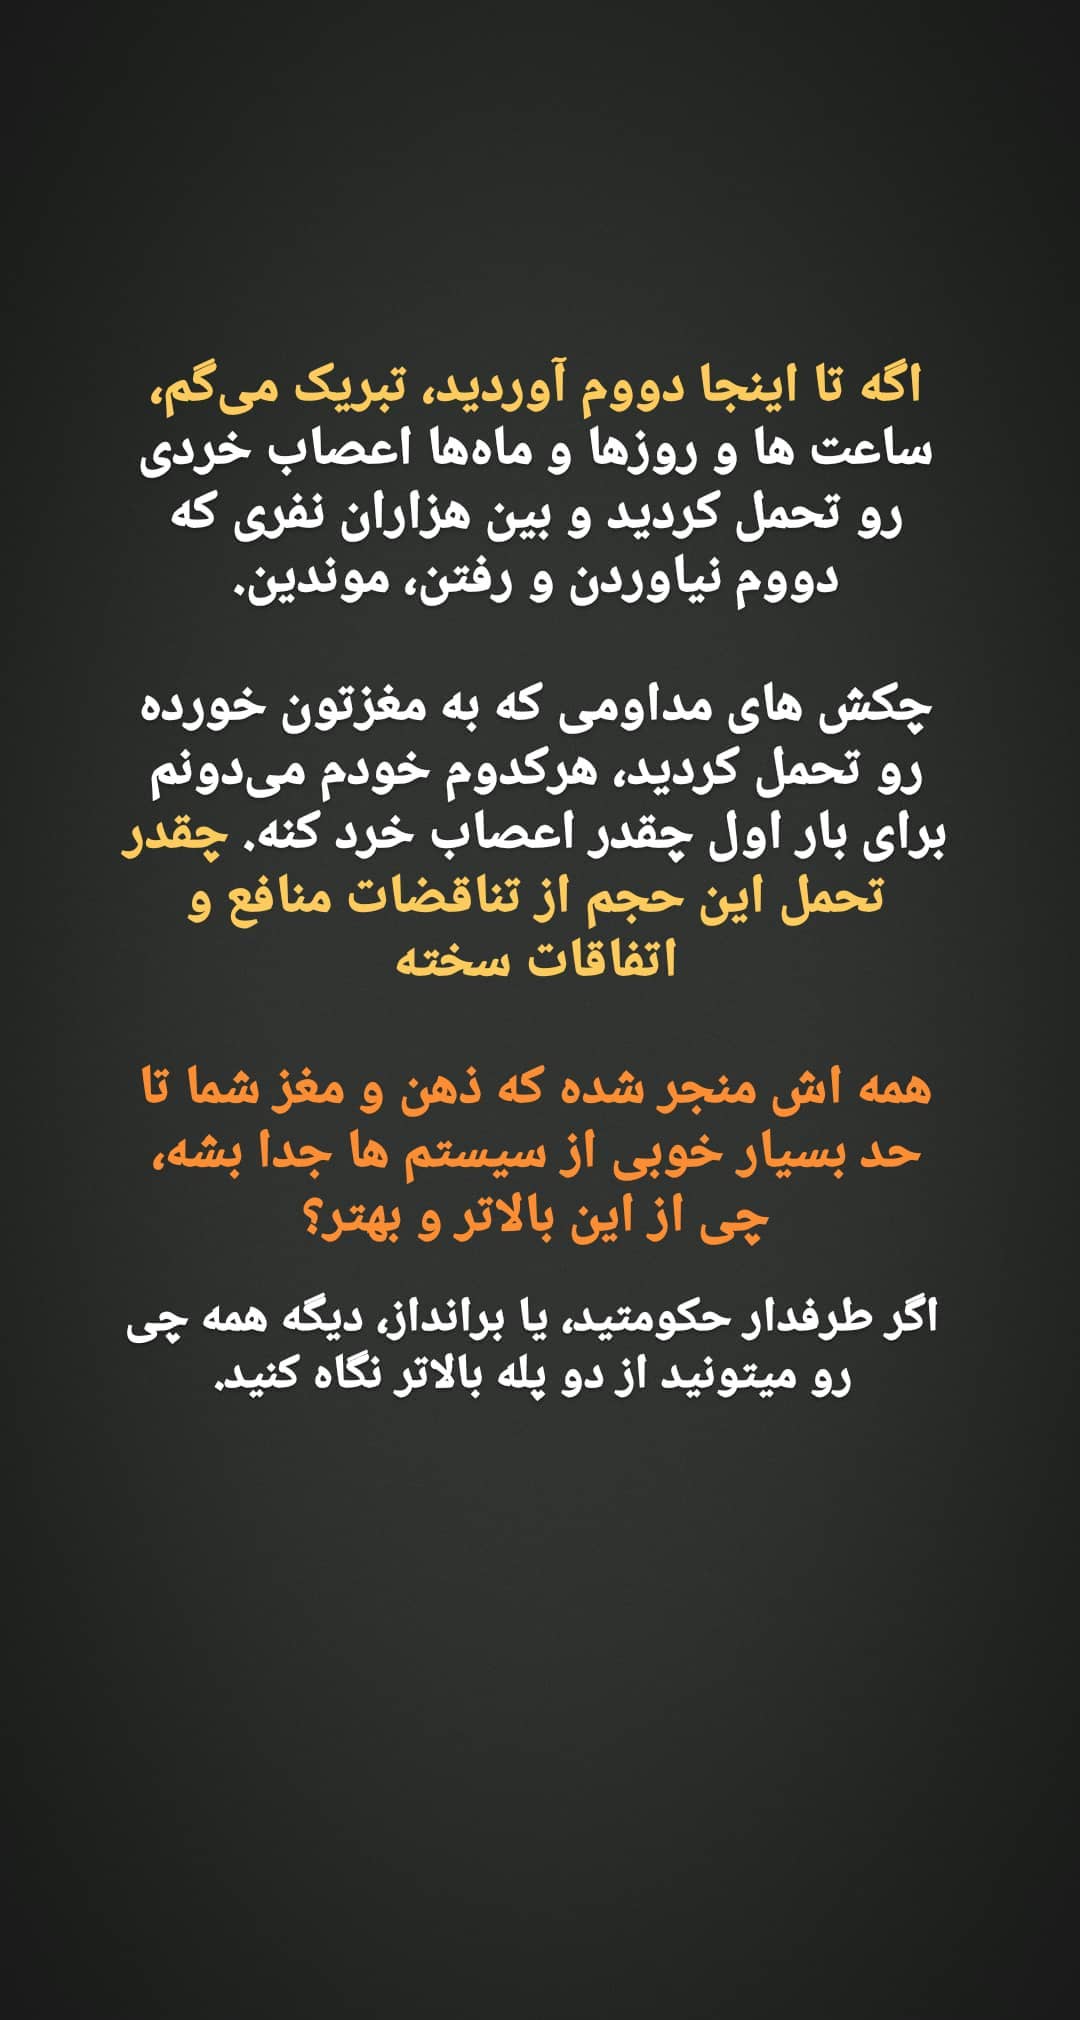 اگه تا اینجا دووم آوردید، تبریک می‌گم،
ساعت ها و روزها و ماه‌ها اعصاب خردی
رو تحمل کردید و بین هزاران نفری که
دووم نیاوردن و رفتن، موندین.
چکش های مداومی که به مغزتون خورده
رو تحمل کردید، هرکدوم خودم می‌دونم
برای بار اول چقدر اعصاب خرد کنه. چقدر
تحمل این حجم از تناقضات منافع و
اتفاقات سخته
همه اش منجر شده که ذهن و مغز شما تا
حد بسیار خوبی از سیستم ها جدا بشه،
چی از این بالاتر و بهتر؟
اگر طرفدار حکومتید، یا برانداز، دیگه همه چی
رو میتونید از دو پله بالاتر نگاه کنید.